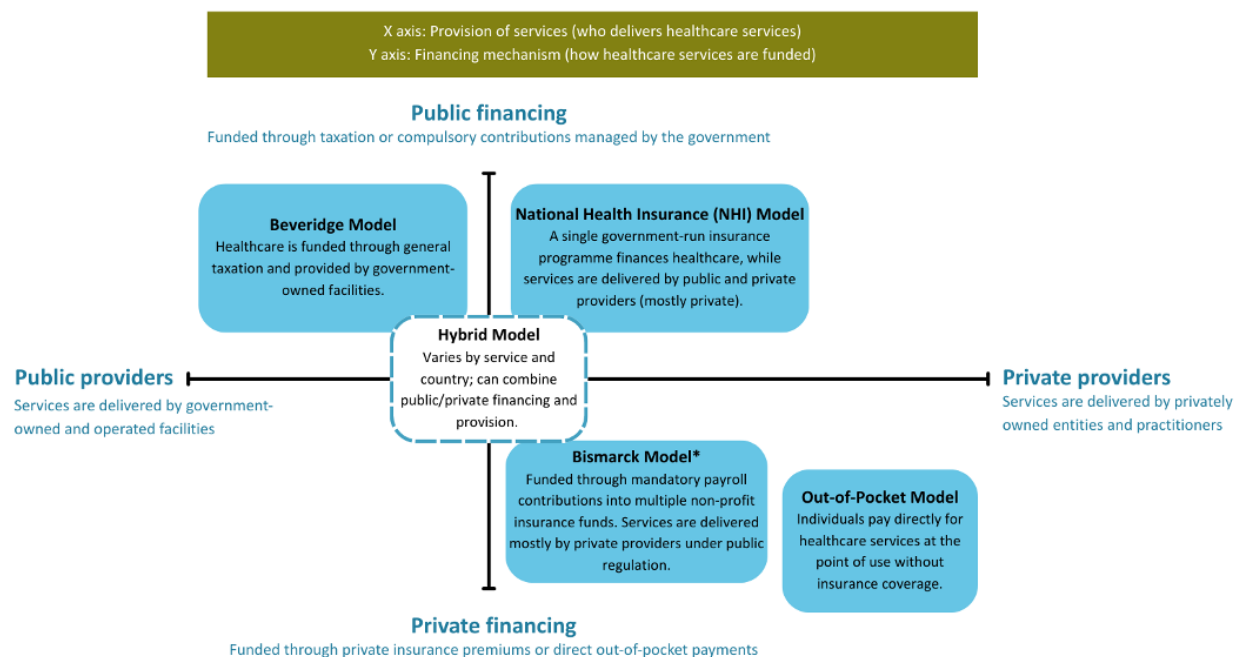 X axis: Provision of services (who delivers healthcare services)
Y axis: Financing mechanism (how healthcare services are funded)
Public financing
Funded through taxation or compulsory contributions managed by the government
Beveridge Model
Healthcare is funded through general
taxation and provided by government-
owned facilities.
National Health Insurance (NHI) Model
A single government-run insurance
programme finances healthcare, while
services are delivered by public and private
providers (mostly private).
Hybrid Model
Varies by service and
country; can combine
public/private financing and
provision.
Public providers
Services are delivered by government-
owned and operated facilities
Private providers
Services are delivered by privately
owned entities and practitioners
Bismarck Model*
Funded through mandatory payroll
contributions into multiple non-profit
insurance funds. Services are delivered
mostly by private providers under public
regulation.
Out-of-Pocket Model
Individuals pay directly for
healthcare services at the
point of use without
insurance coverage.
Private financing
Funded through private insurance premiums or direct out-of-pocket payments